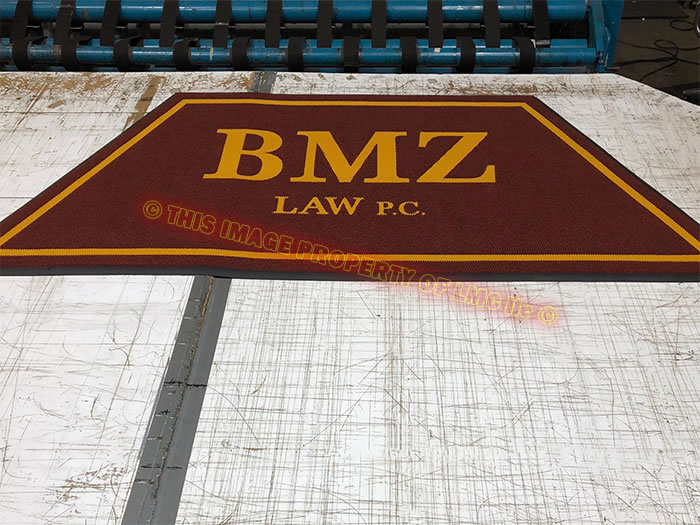 BMZ
LAW P.C.
© THIS IMAGE PROPERTY OF LMG llc ©